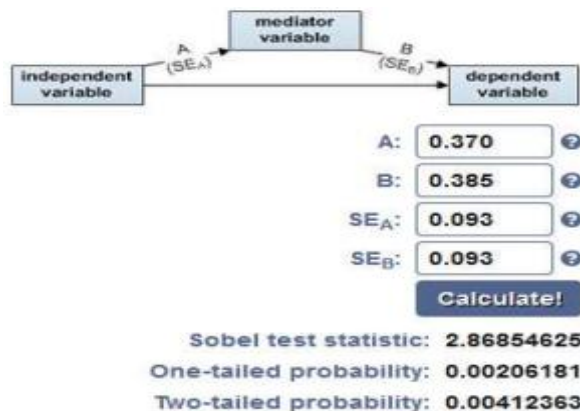 mediator
variable
A
(SEA)
B
(SEB)
independent
variable
dependent
variable
A: 0.370 ?
B: 0.385 ?
SEA: 0.093 ?
SEB: 0.093 ?
Calculate!
Sobel test statistic: 2.86854625
One-tailed probability: 0.00206181
Two-tailed probability: 0.00412363